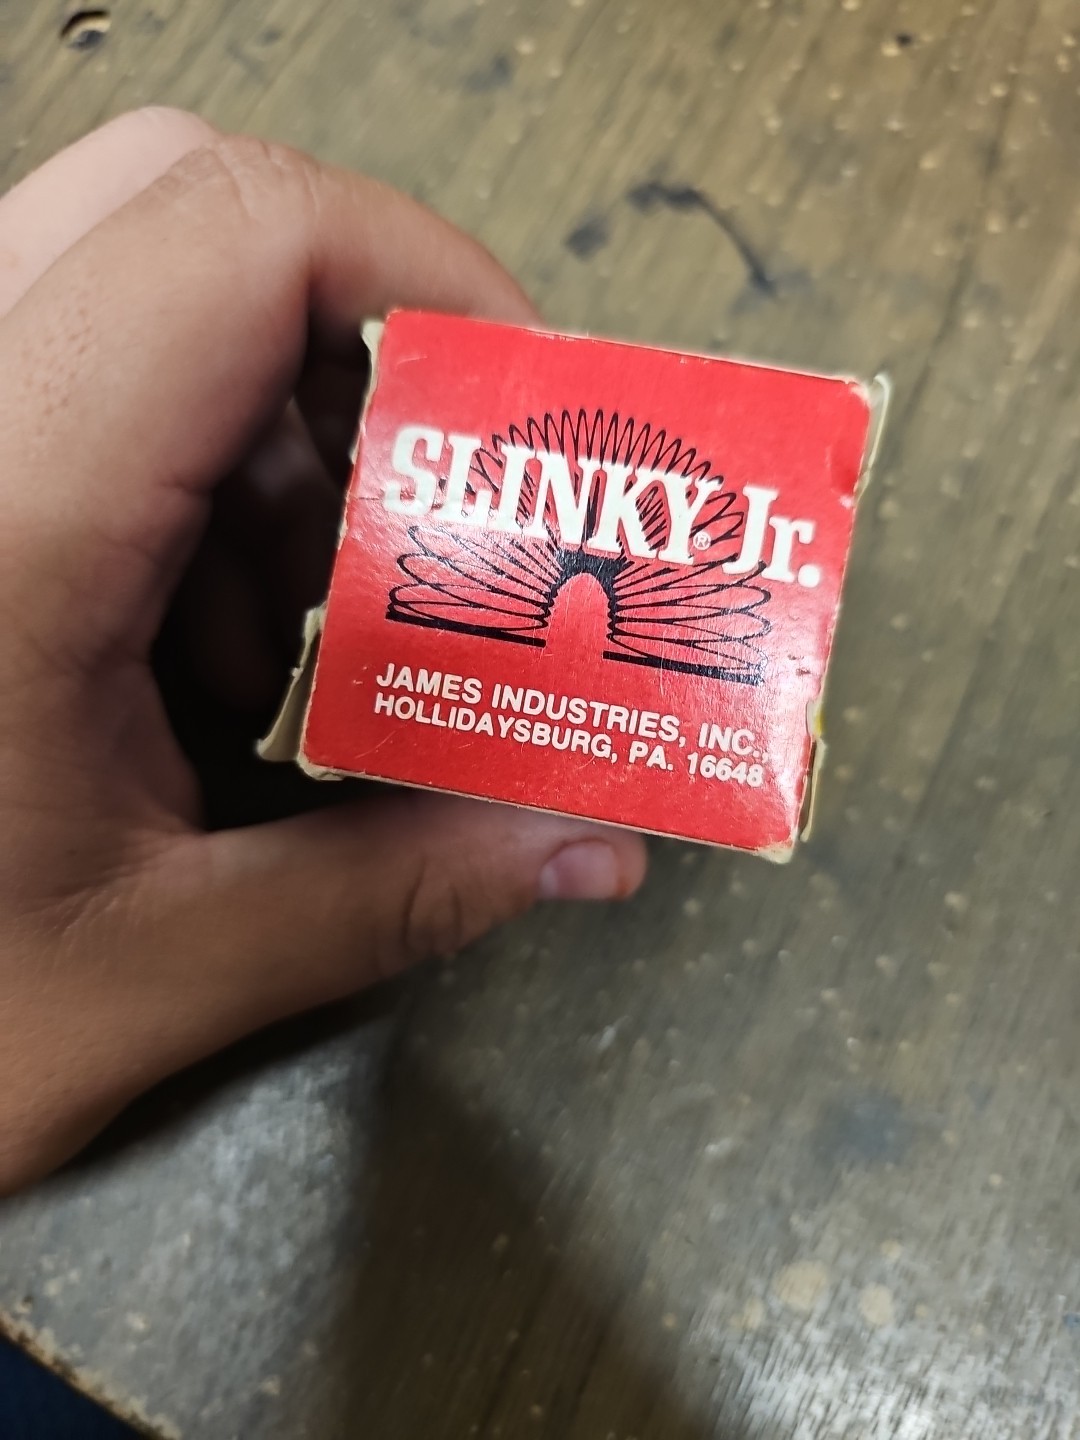 SLINKY® Jr.
JAMES INDUSTRIES, INC.,
HOLLIDAYSBURG, PA. 16648